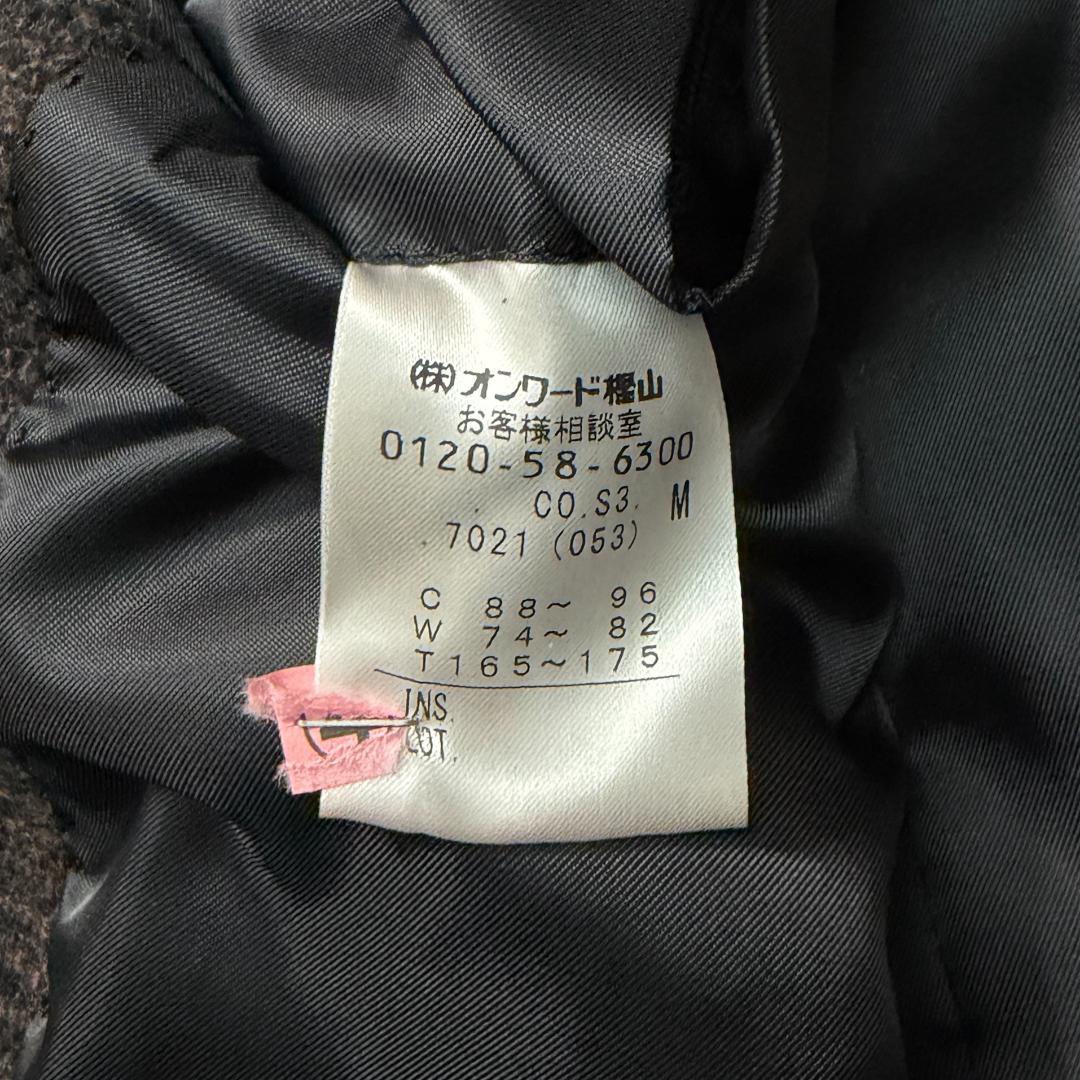 (株)オンワード樫山
お客様相談室
0120-58-6300
CO.S3. M
7021 (053)
C 88～ 96
W 74～ 82
T165～175
INS.
LOT.